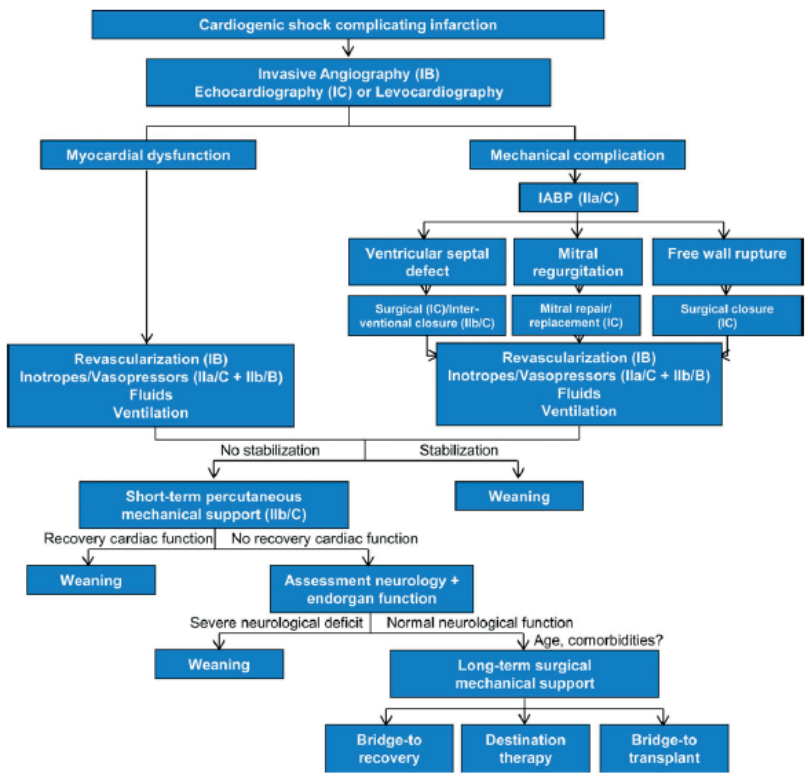 Cardiogenic shock complicating infarction
Invasive Angiography (IB)
Echocardiography (IC) or Levocardiography
Myocardial dysfunction
Mechanical complication
IABP (IIa/C)
Ventricular septal
defect
Mitral
regurgitation
Free wall rupture
Surgical (IC)/Inter-
ventional closure (IIb/C)
Mitral repair/
replacement (IC)
Surgical closure
(IC)
Revascularization (IB)
Inotropes/Vasopressors (IIa/C + IIb/B)
Fluids
Ventilation
Revascularization (IB)
Inotropes/Vasopressors (IIa/C + IIb/B)
Fluids
Ventilation
No stabilization
Stabilization
Short-term percutaneous
mechanical support (IIb/C)
Weaning
Recovery cardiac function
No recovery cardiac function
Weaning
Assessment neurology +
endorgan function
Severe neurological deficit
Normal neurological function
Age, comorbidities?
Weaning
Long-term surgical
mechanical support
Bridge-to
recovery
Destination
therapy
Bridge-to
transplant